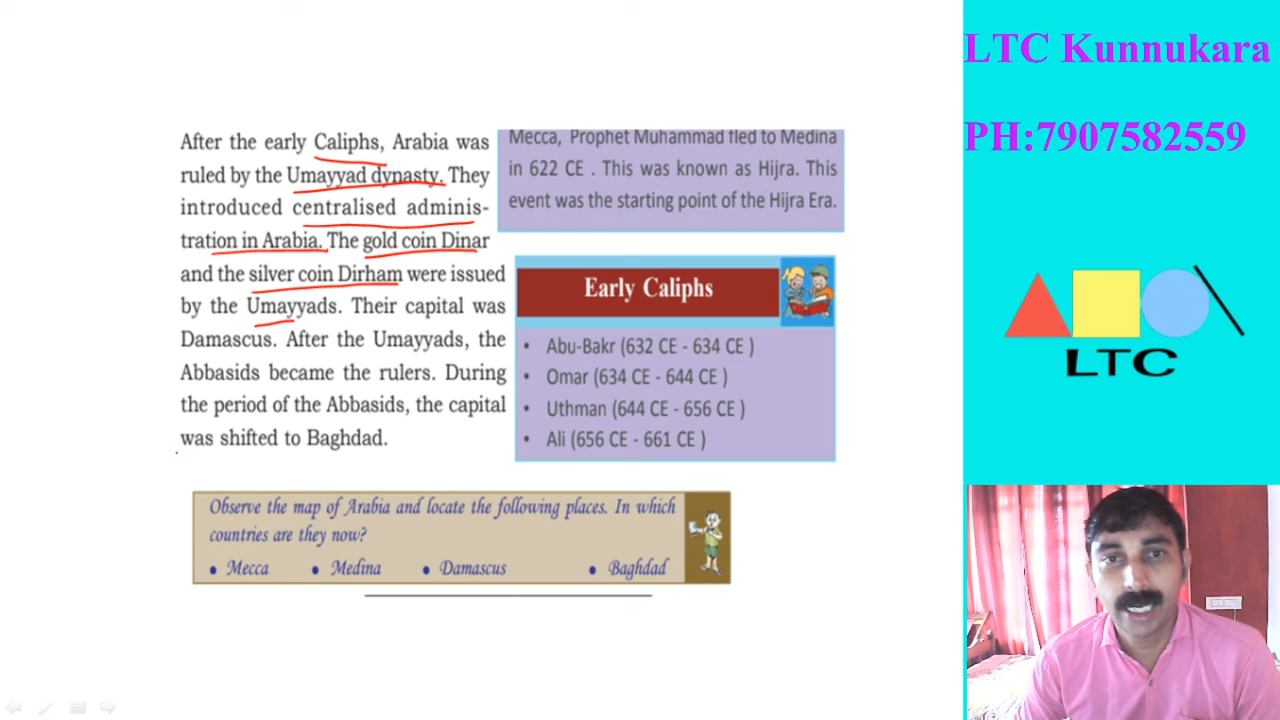 After the early Caliphs, Arabia was
ruled by the Umayyad dynasty. They
introduced centralised adminis-
tration in Arabia. The gold coin Dinar
and the silver coin Dirham were issued
by the Umayyads. Their capital was
Damascus. After the Umayyads, the
Abbasids became the rulers. During
the period of the Abbasids, the capital
was shifted to Baghdad.
Mecca, Prophet Muhammad fled to Medina
in 622 CE . This was known as Hijra. This
event was the starting point of the Hijra Era.
Early Caliphs
• Abu-Bakr (632 CE - 634 CE )
• Omar (634 CE - 644 CE )
• Uthman (644 CE - 656 CE )
• Ali (656 CE - 661 CE )
Observe the map of Arabia and locate the following places. In which
countries are they now?
• Mecca • Medina • Damascus • Baghdad
LTC Kunnukara
PH:7907582559
LTC